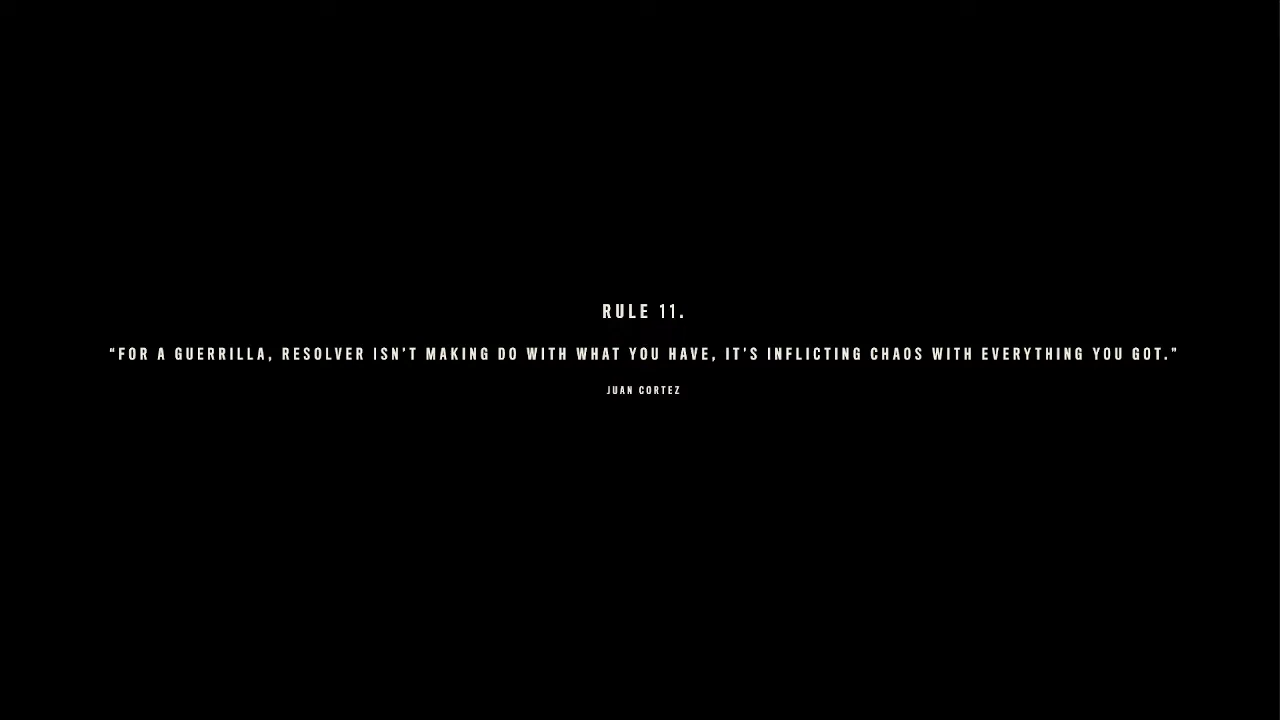 RULE 11.
“FOR A GUERRILLA, RESOLVER ISN’T MAKING DO WITH WHAT YOU HAVE, IT’S INFLICTING CHAOS WITH EVERYTHING YOU GOT.”
JUAN CORTEZ